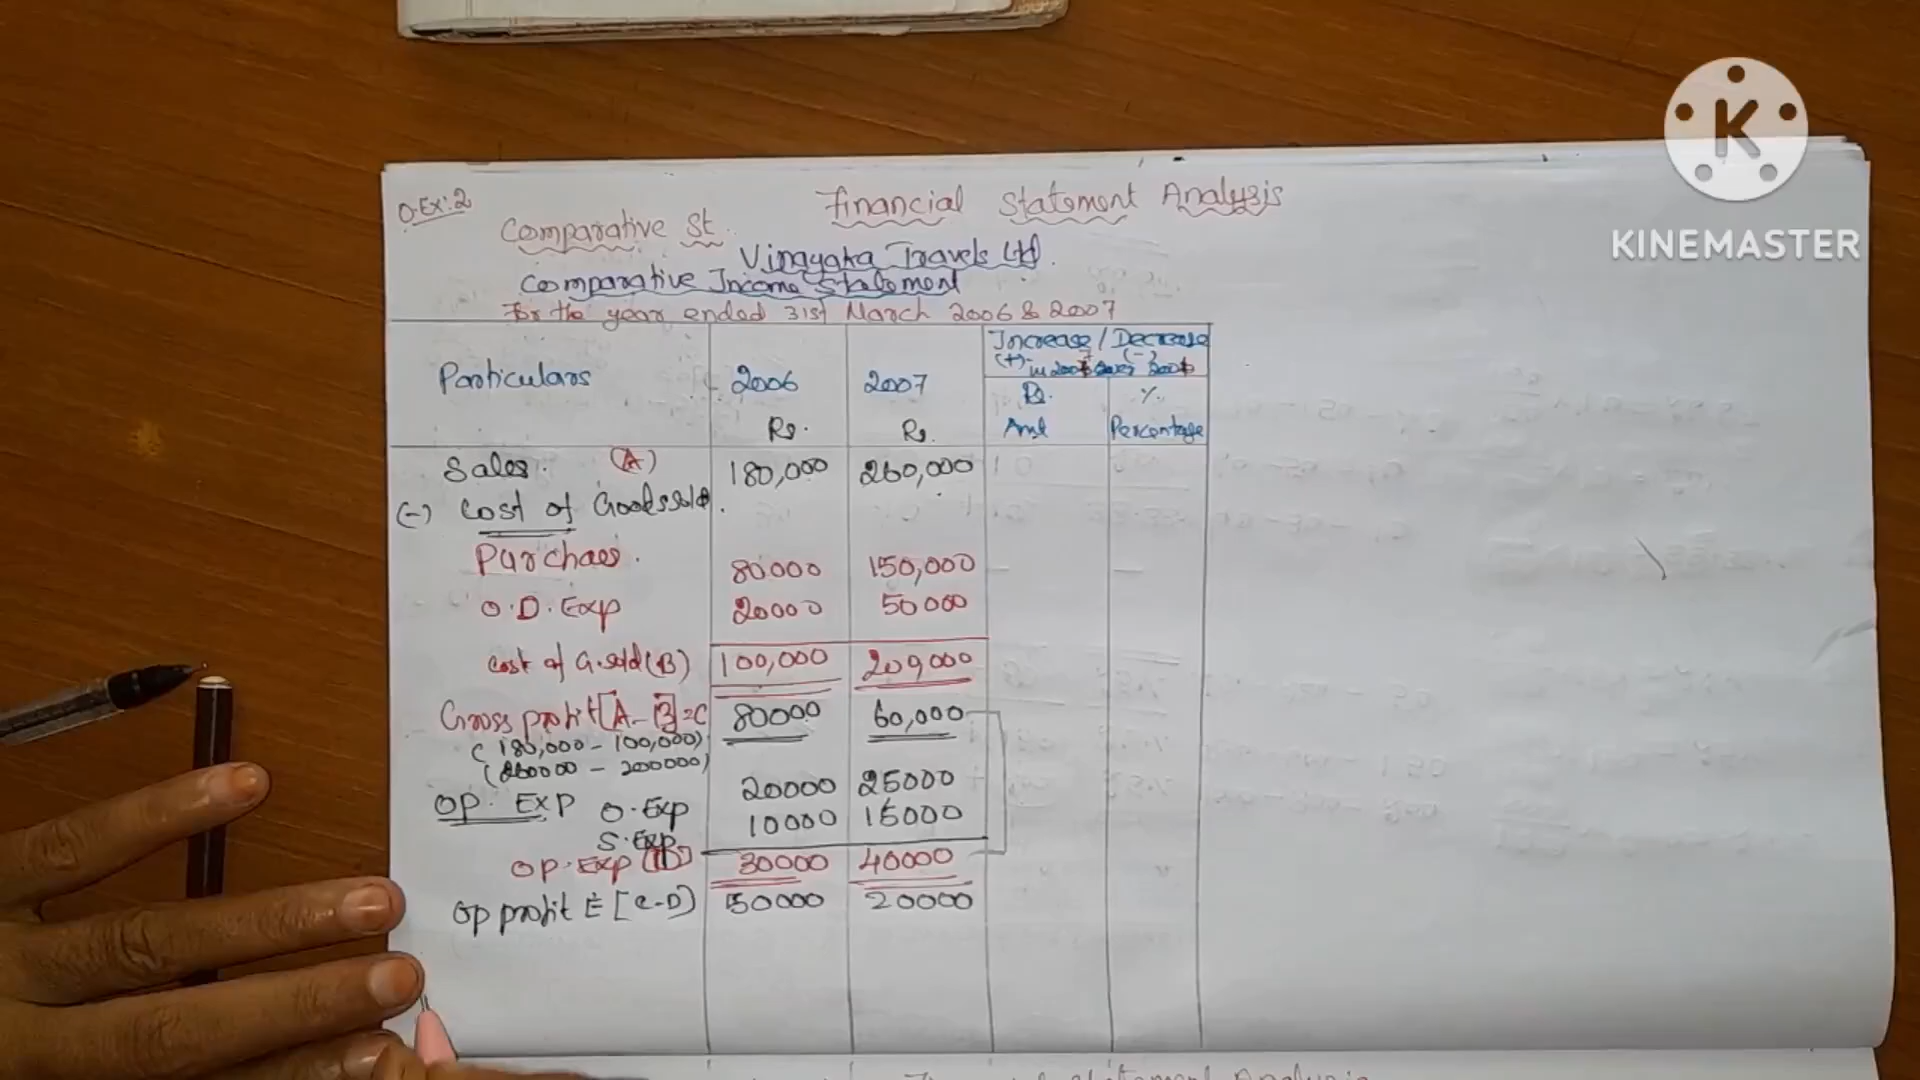 K
KINEMASTER
O.Ex:2
Financial Statement Analysis
Comparative St.
Vinayaka Travels Ltd.
Comparative Income Statement
For the year ended 31st March 2006 & 2007
Particulars 2006 2007 Increase / Decrease
(+) (-)
in over
Rs. Rs. Rs. %.
Amt Percentage
Sales. (A) 180,000 260,000
(-) Cost of Goods sold.
Purchaes. 80000 150,000
O.D. Exp 20000 50000
Cost of G.sold (B) 100,000 200,000
Gross profit [A-B]=C 80000 60,000
(180,000 - 100,000)
(260000 - 200000)
OP. EXP O.Exp 20000 25000
S.Exp 10000 15000
Op.Exp (D) 30000 40000
Op profit E [C-D) 50000 20000